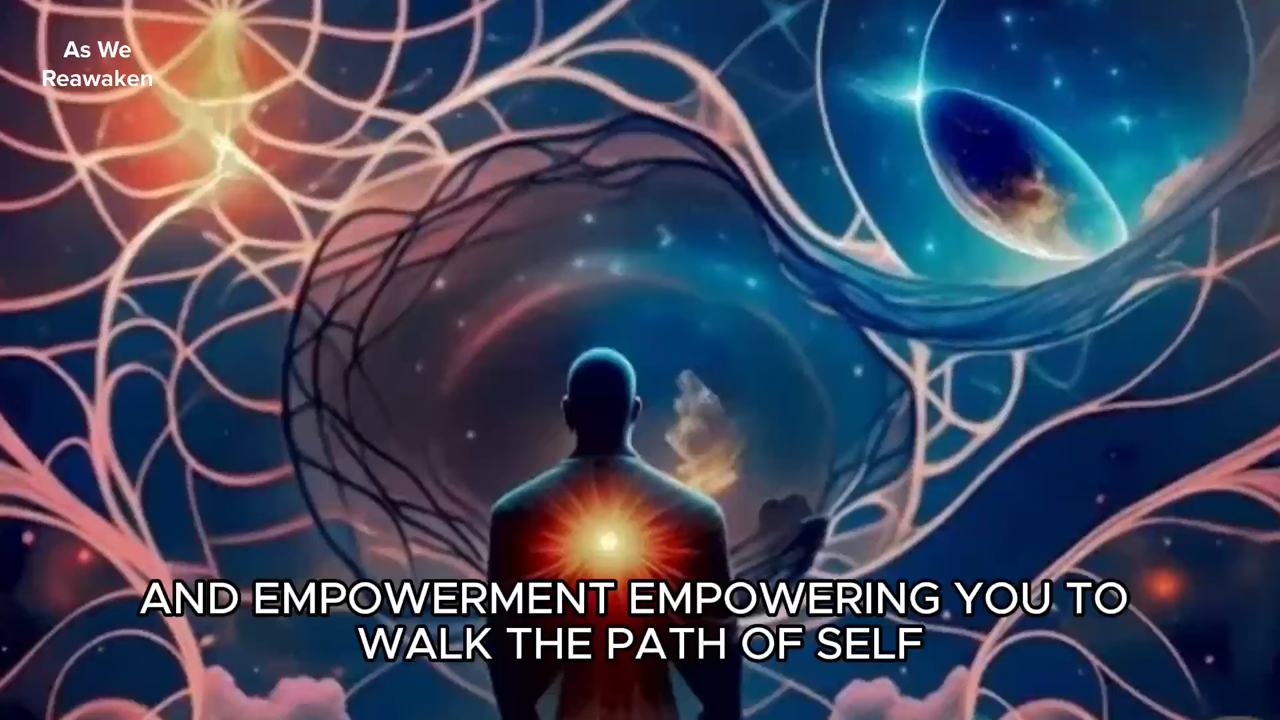 As We
Reawaken
AND EMPOWERMENT EMPOWERING YOU TO
WALK THE PATH OF SELF